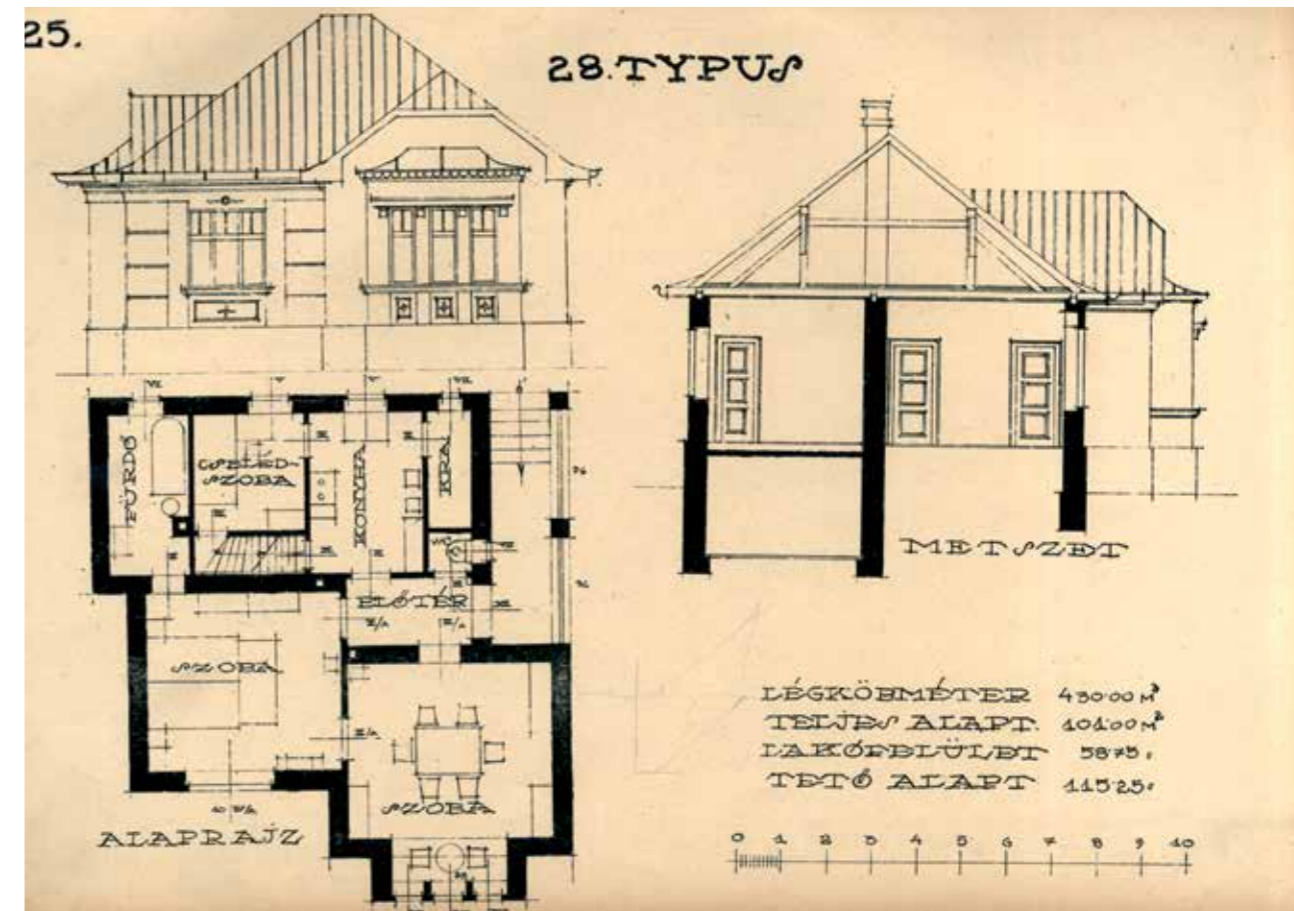 25.
28. TYPUS
FÜRDŐ
CSELÉD-
SZOBA
KONYHA
KRA
WC
ELŐTÉR
SZOBA
SZOBA
ALAPRAJZ
METSZET
LÉGKÖBMÉTER 430·00 M³
TELJES ALAPT. 101·00 M²
LAKÓFELÜLET 58·75 "
TETŐ ALAPT 115·25 "
0 1 2 3 4 5 6 7 8 9 10